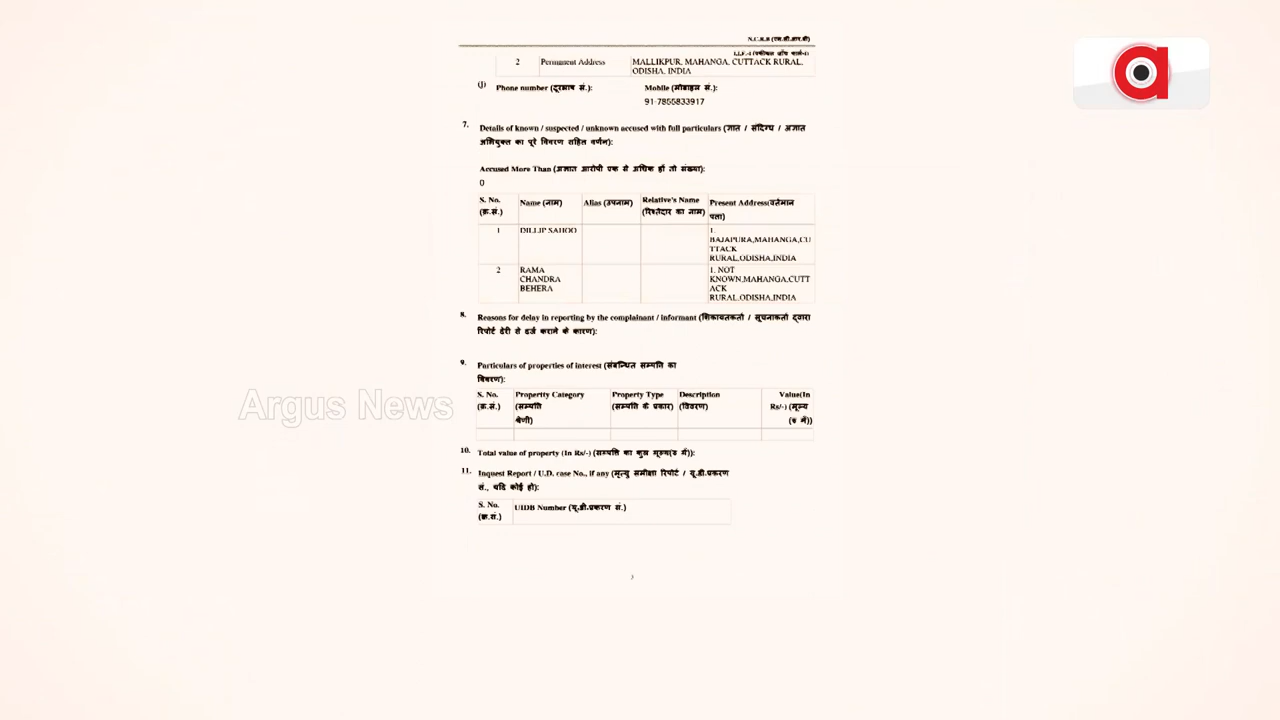 N.C.R.B (एन.सी.आर.बी)
I.I.F.-I (एकीकृत जाँच फार्म-I)
2 Permanent Address MALLIKPUR, MAHANGA, CUTTACK RURAL,
ODISHA, INDIA
(J) Phone number (दूरभाष सं.): Mobile (मोबाइल सं.):
91-7855833917
7. Details of known / suspected / unknown accused with full particulars (ज्ञात / संदिग्ध / अज्ञात
अभियुक्त का पूरे विवरण सहित वर्णन):
Accused More Than (अज्ञात आरोपी एक से अधिक हों तो संख्या):
0
S. No. Name (नाम) Alias (उपनाम) Relative's Name Present Address(वर्तमान
(क्र.सं.) (रिश्तेदार का नाम) पता)
1 DILLIP SAHOO 1.
BAJAPURA,MAHANGA,CU
TTACK
RURAL,ODISHA,INDIA
2 RAMA 1. NOT
CHANDRA KNOWN,MAHANGA,CUTT
BEHERA ACK
RURAL,ODISHA,INDIA
8. Reasons for delay in reporting by the complainant / informant (शिकायतकर्ता / सूचनाकर्ता द्वारा
रिपोर्ट देरी से दर्ज कराने के कारण):
9. Particulars of properties of interest (संबन्धित सम्पत्ति का
विवरण):
S. No. Property Category Property Type Description Value(In
(क्र.सं.) (सम्पत्ति (सम्पत्ति के प्रकार) (विवरण) Rs/-) (मूल्य
श्रेणी) (रु में))
Argus News
10. Total value of property (In Rs/-) (सम्पत्ति का कुल मूल्य(रु में)):
11. Inquest Report / U.D. case No., if any (मृत्यु समीक्षा रिपोर्ट / यू.डी.प्रकरण
सं., यदि कोई हो):
S. No. UIDB Number (यू.डी.प्रकरण सं.)
(क्र.सं.)